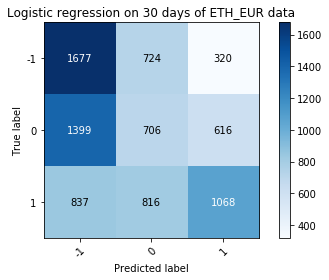 Logistic regression on 30 days of ETH_EUR data
-1 1677 724 320
0 1399 706 616
1 837 816 1068
-1 0 1
True label
Predicted label
1600
1400
1200
1000
800
600
400